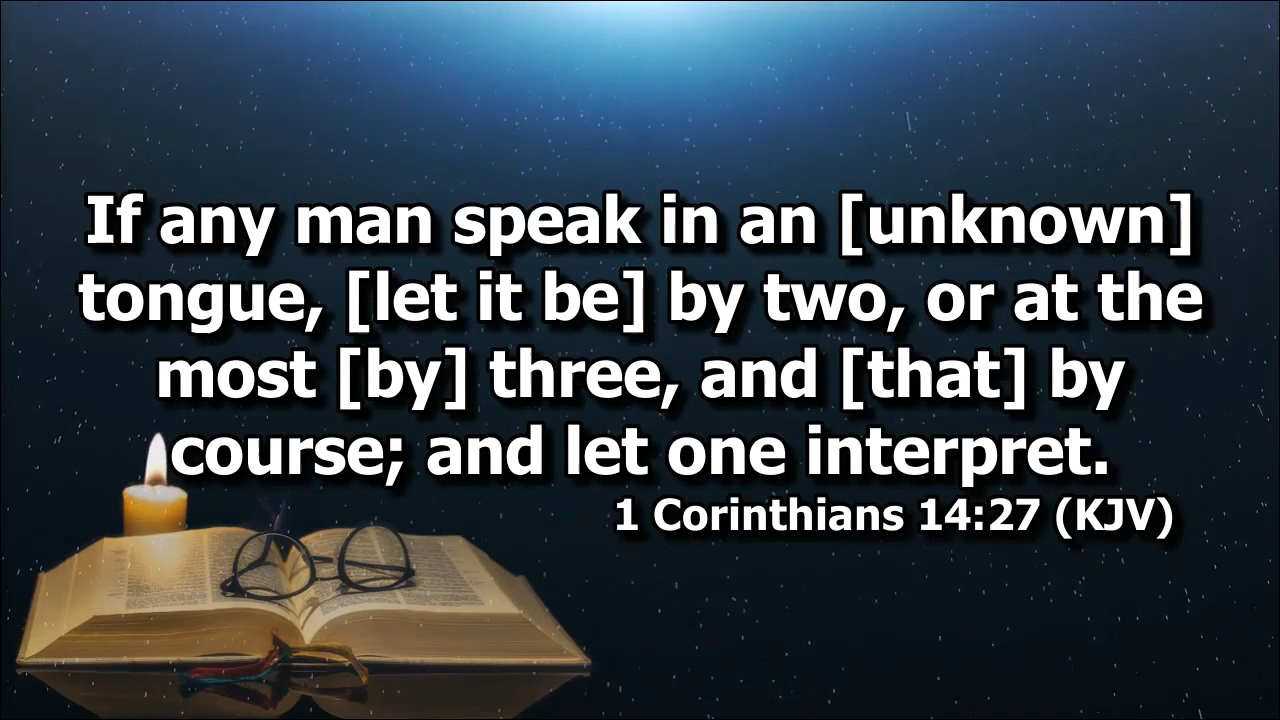 If any man speak in an [unknown]
tongue, [let it be] by two, or at the
most [by] three, and [that] by
course; and let one interpret.
1 Corinthians 14:27 (KJV)